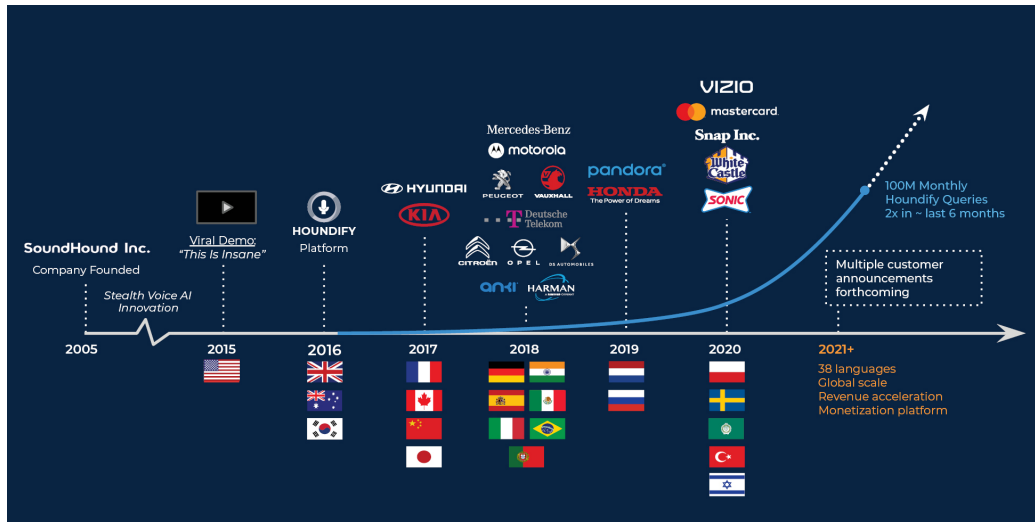 SoundHound Inc.
Company Founded
Stealth Voice AI
Innovation
Viral Demo:
"This Is Insane"
HOUNDIFY
Platform
HYUNDAI
KIA
Mercedes-Benz
motorola
PEUGEOT
VAUXHALL
Deutsche
Telekom
CITROËN
OPEL
DS AUTOMOBILES
anki
HARMAN
pandora
HONDA
The Power of Dreams
VIZIO
mastercard.
Snap Inc.
White
Castle
SONIC
100M Monthly
Houndify Queries
2x in ~ last 6 months
Multiple customer
announcements
forthcoming
2005
2015
2016
2017
2018
2019
2020
2021+
38 languages
Global scale
Revenue acceleration
Monetization platform